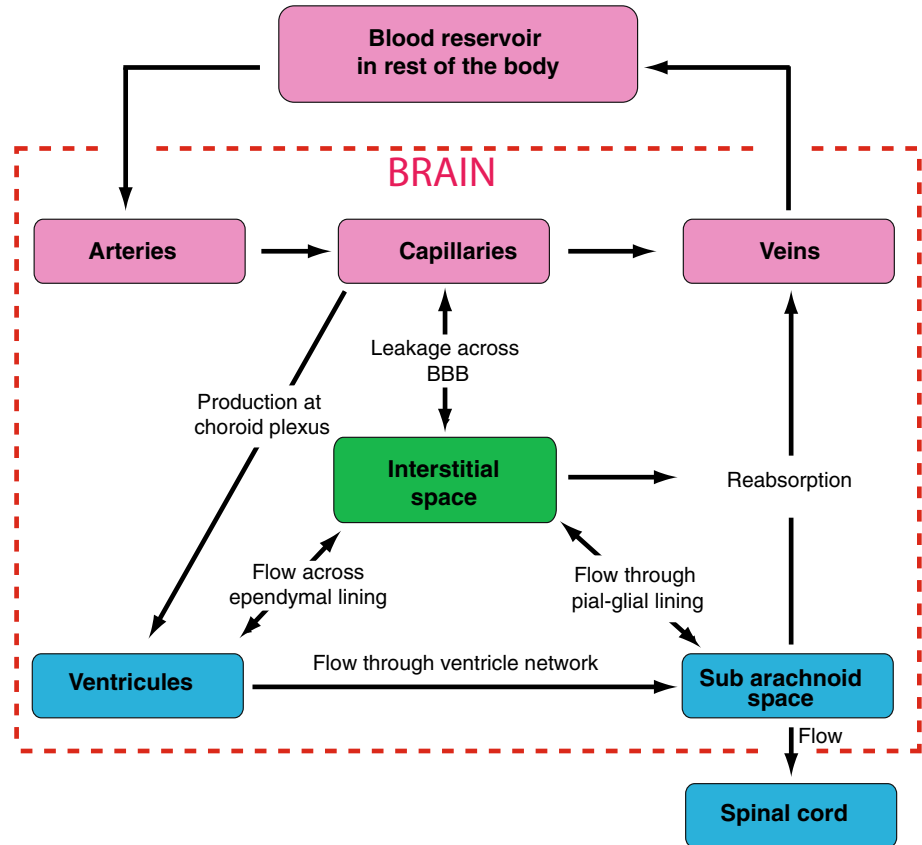 Blood reservoir
in rest of the body
BRAIN
Arteries
Capillaries
Veins
Leakage across
BBB
Production at
choroid plexus
Interstitial
space
Reabsorption
Flow across
ependymal lining
Flow through
pial-glial lining
Ventricules
Flow through ventricle network
Sub arachnoid
space
Flow
Spinal cord